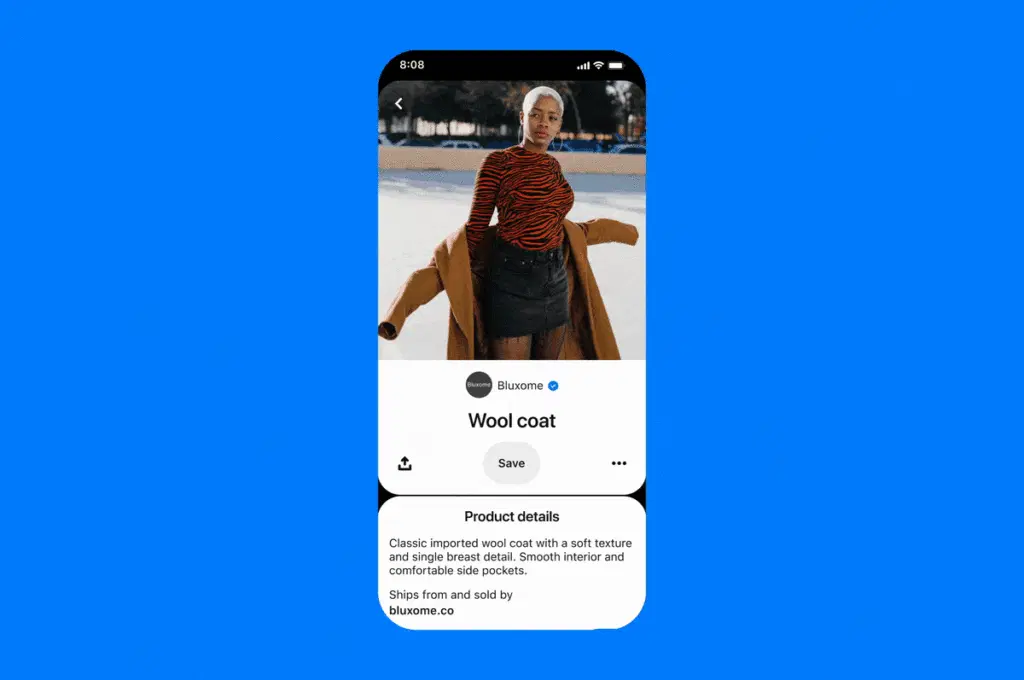 8:08
Bluxome
Bluxome
Wool coat
Save
Product details
Classic imported wool coat with a soft texture
and single breast detail. Smooth interior and
comfortable side pockets.
Ships from and sold by
bluxome.co